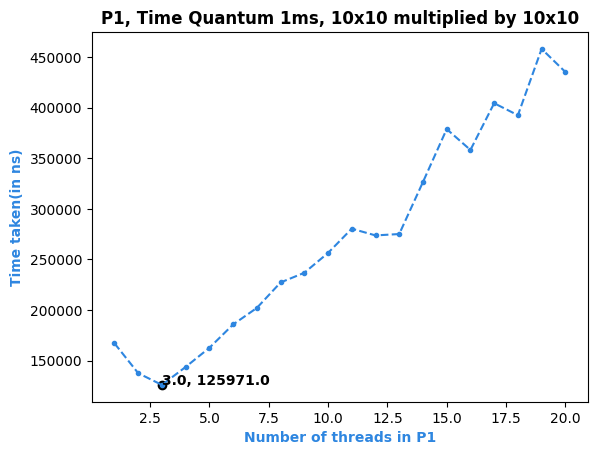 P1, Time Quantum 1ms, 10x10 multiplied by 10x10
450000
400000
350000
300000
250000
200000
150000
Time taken(in ns)
3.0, 125971.0
2.5 5.0 7.5 10.0 12.5 15.0 17.5 20.0
Number of threads in P1